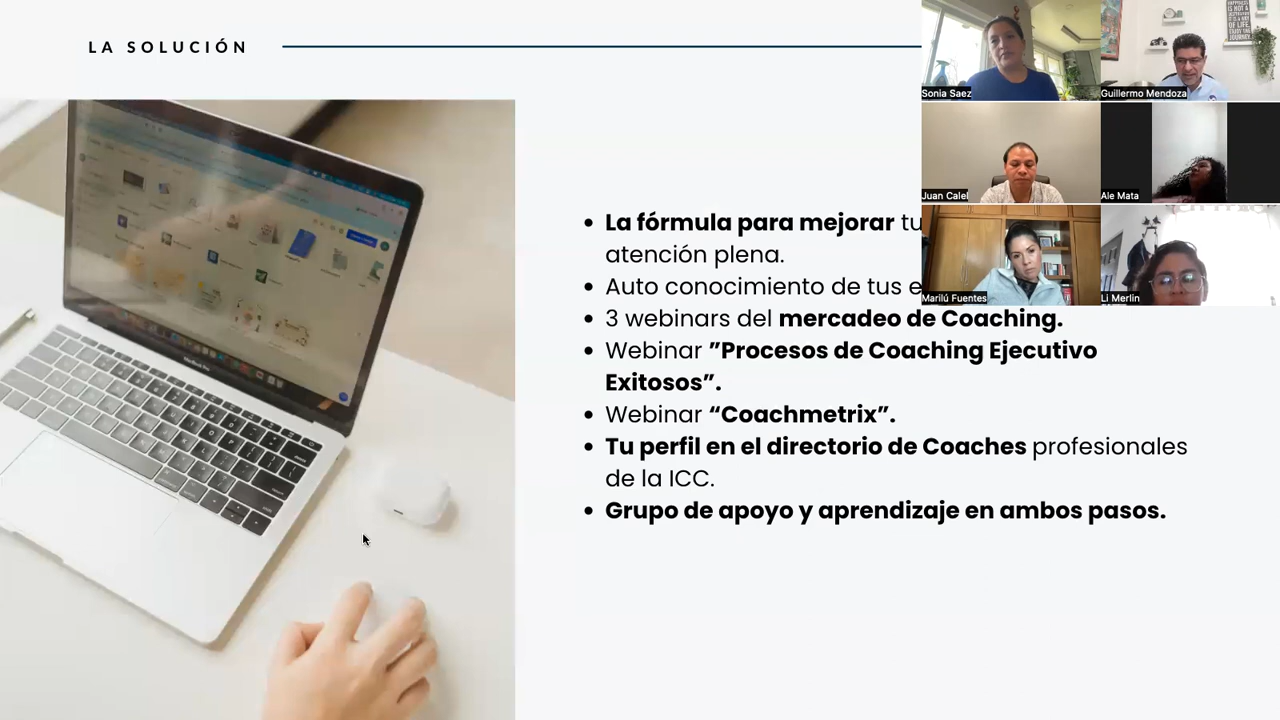 LA SOLUCIÓN
Sonia Saez
Guillermo Mendoza
Juan Calel
Ale Mata
Marilú Fuentes
Li Merlin
• La fórmula para mejorar tu
atención plena.
• Auto conocimiento de tus e
• 3 webinars del mercadeo de Coaching.
• Webinar ”Procesos de Coaching Ejecutivo
Exitosos”.
• Webinar “Coachmetrix”.
• Tu perfil en el directorio de Coaches profesionales
de la ICC.
• Grupo de apoyo y aprendizaje en ambos pasos.
MacBook Pro